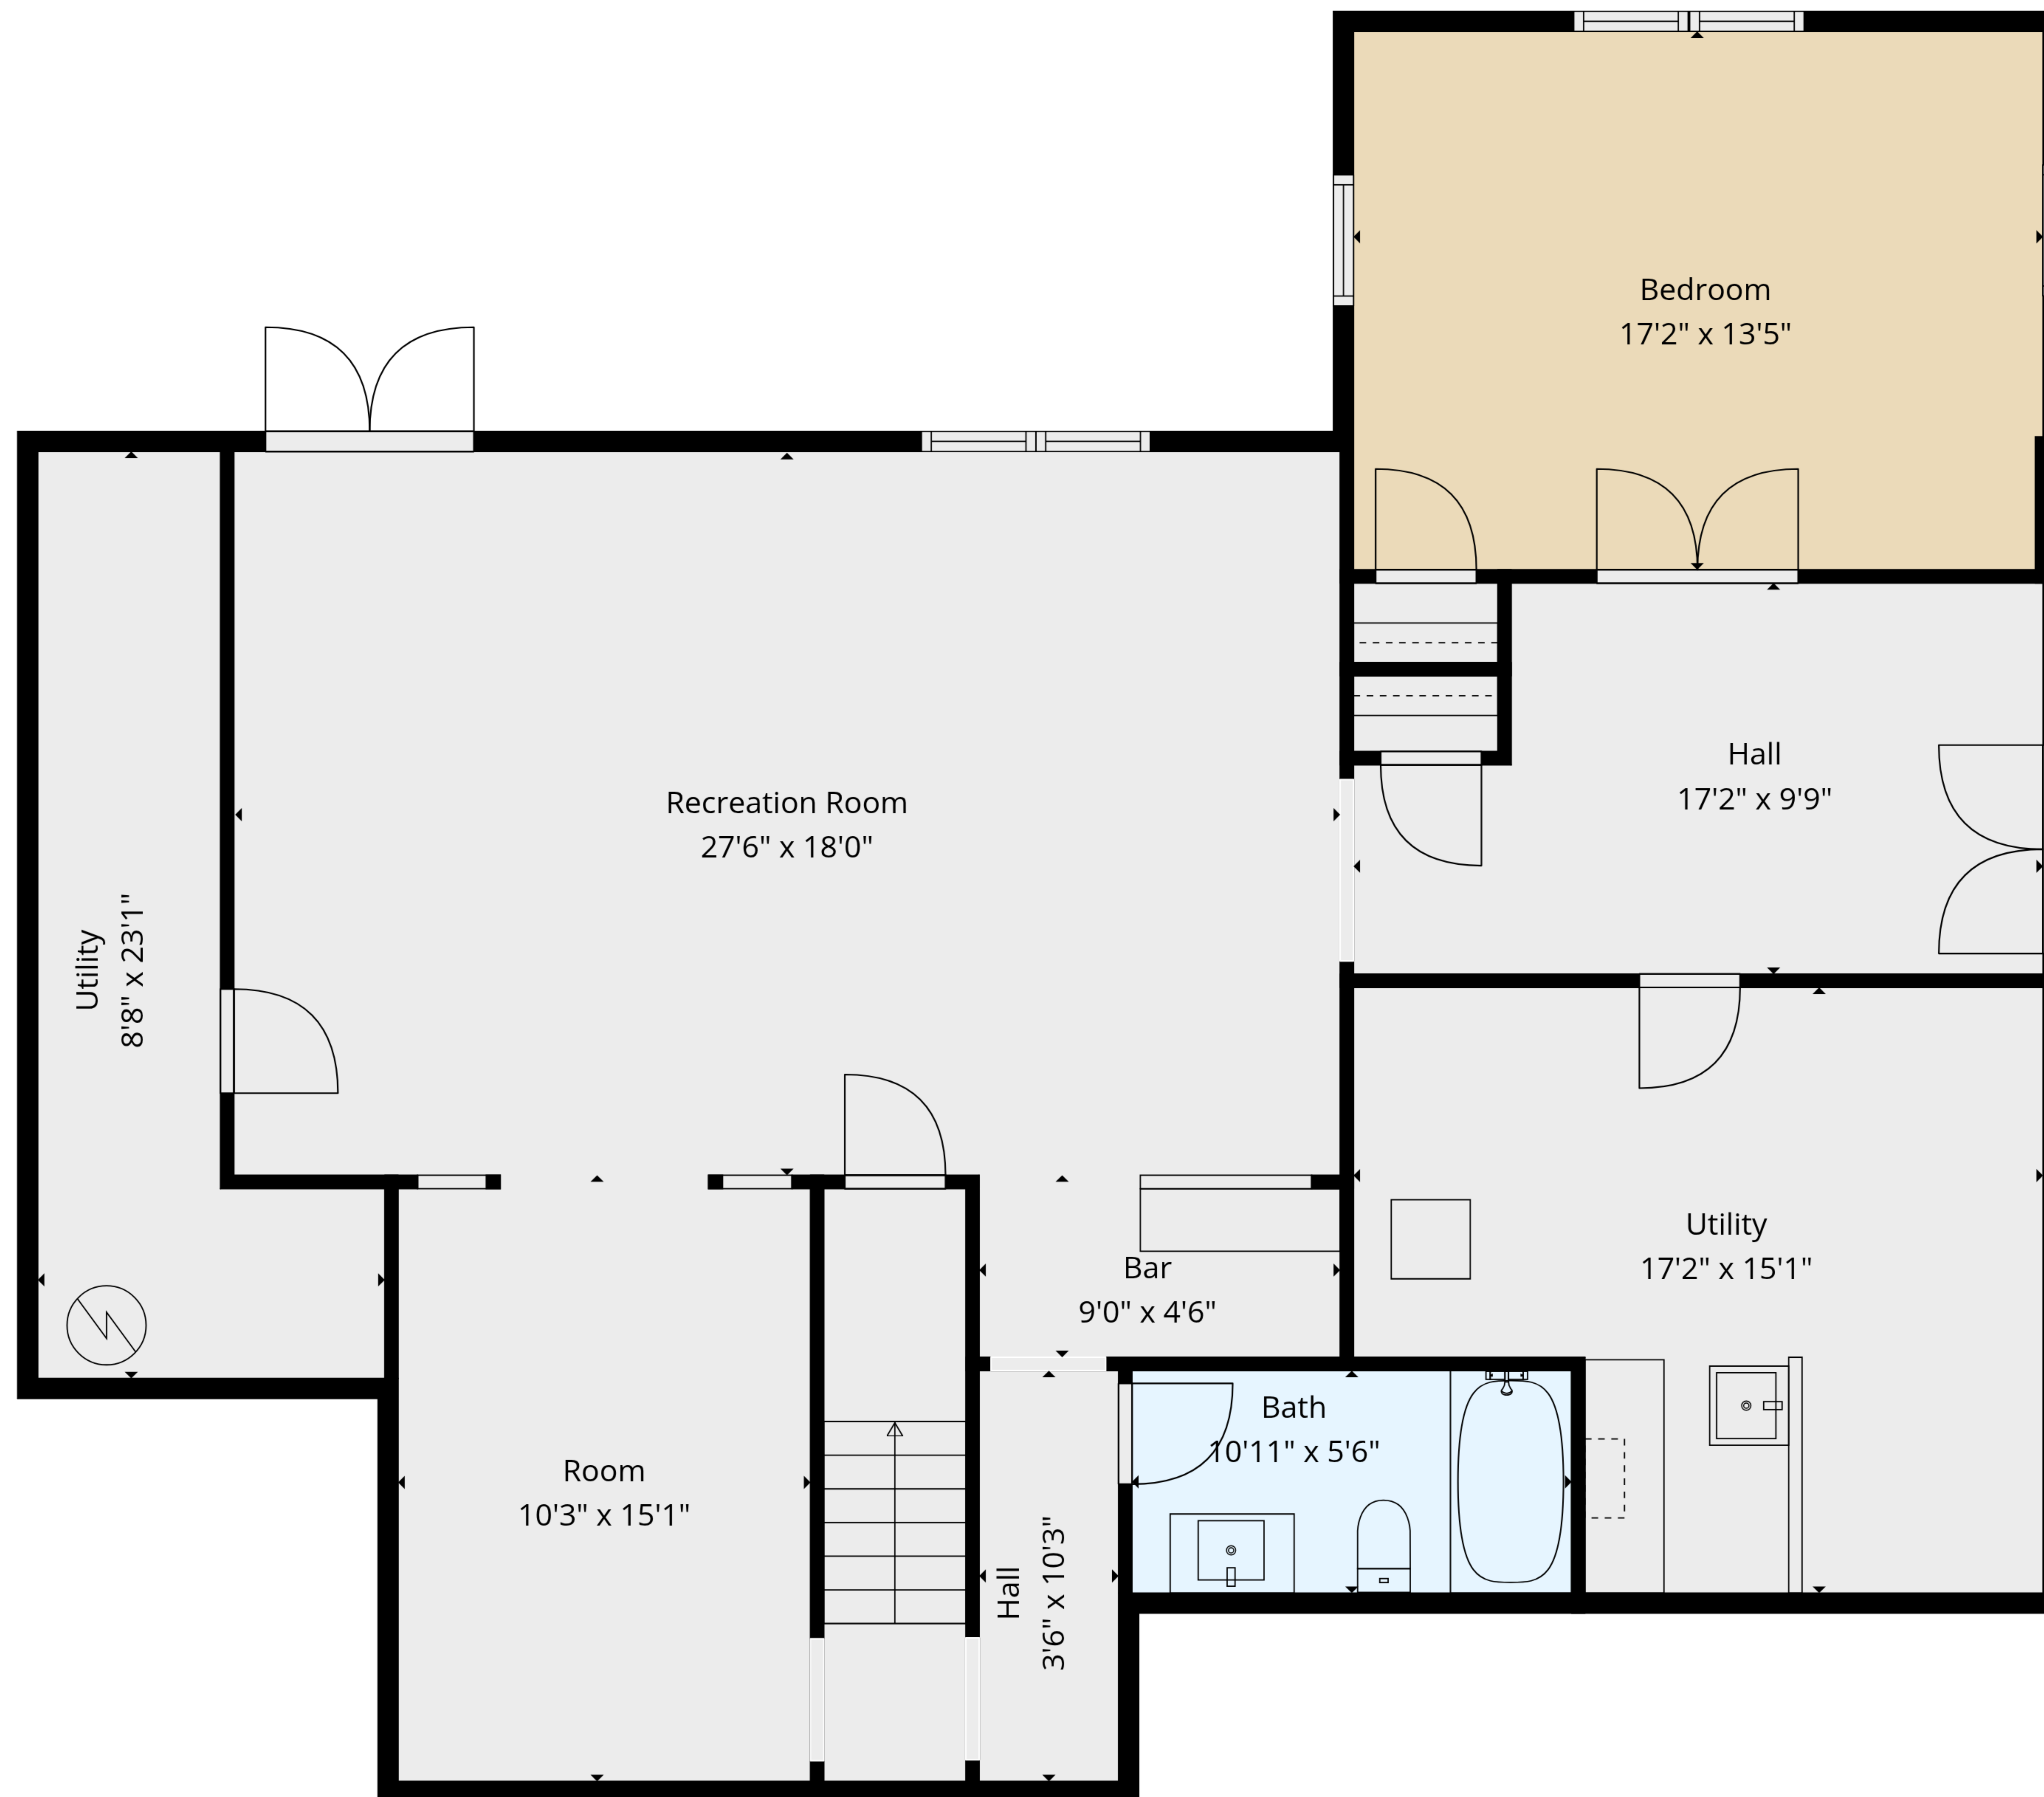 Bedroom
17'2" x 13'5"
Hall
17'2" x 9'9"
Recreation Room
27'6" x 18'0"
Utility
8'8" x 23'1"
Utility
17'2" x 15'1"
Bar
9'0" x 4'6"
Bath
10'11" x 5'6"
Room
10'3" x 15'1"
Hall
3'6" x 10'3"